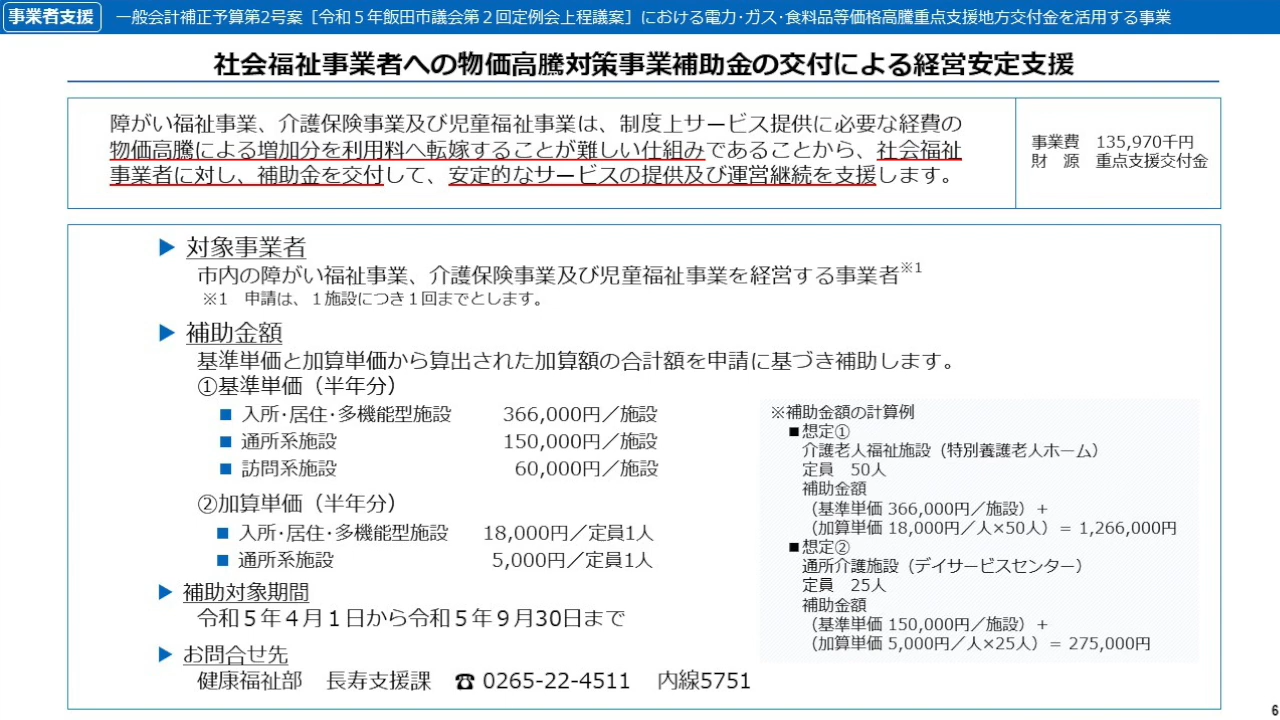 事業者支援 一般会計補正予算第2号案［令和５年飯田市議会第２回定例会上程議案］における電力･ガス･食料品等価格高騰重点支援地方交付金を活用する事業
社会福祉事業者への物価高騰対策事業補助金の交付による経営安定支援
障がい福祉事業、介護保険事業及び児童福祉事業は、制度上サービス提供に必要な経費の
物価高騰による増加分を利用料へ転嫁することが難しい仕組みであることから、社会福祉
事業者に対し、補助金を交付して、安定的なサービスの提供及び運営継続を支援します。
事業費　135,970千円
財　源　重点支援交付金
▶ 対象事業者
市内の障がい福祉事業、介護保険事業及び児童福祉事業を経営する事業者※1
※1　申請は、１施設につき１回までとします。
▶ 補助金額
基準単価と加算単価から算出された加算額の合計額を申請に基づき補助します。
①基準単価（半年分）
■ 入所･居住･多機能型施設　366,000円／施設
■ 通所系施設　150,000円／施設
■ 訪問系施設　60,000円／施設
②加算単価（半年分）
■ 入所･居住･多機能型施設　18,000円／定員1人
■ 通所系施設　5,000円／定員1人
※補助金額の計算例
■想定①
介護老人福祉施設（特別養護老人ホーム）
定員　50人
補助金額
（基準単価 366,000円／施設）＋
（加算単価 18,000円／人×50人）＝ 1,266,000円
■想定②
通所介護施設（デイサービスセンター）
定員　25人
補助金額
（基準単価 150,000円／施設）＋
（加算単価 5,000円／人×25人）＝ 275,000円
▶ 補助対象期間
令和５年４月１日から令和５年９月30日まで
▶ お問合せ先
健康福祉部　長寿支援課　☎ 0265-22-4511　内線5751
6